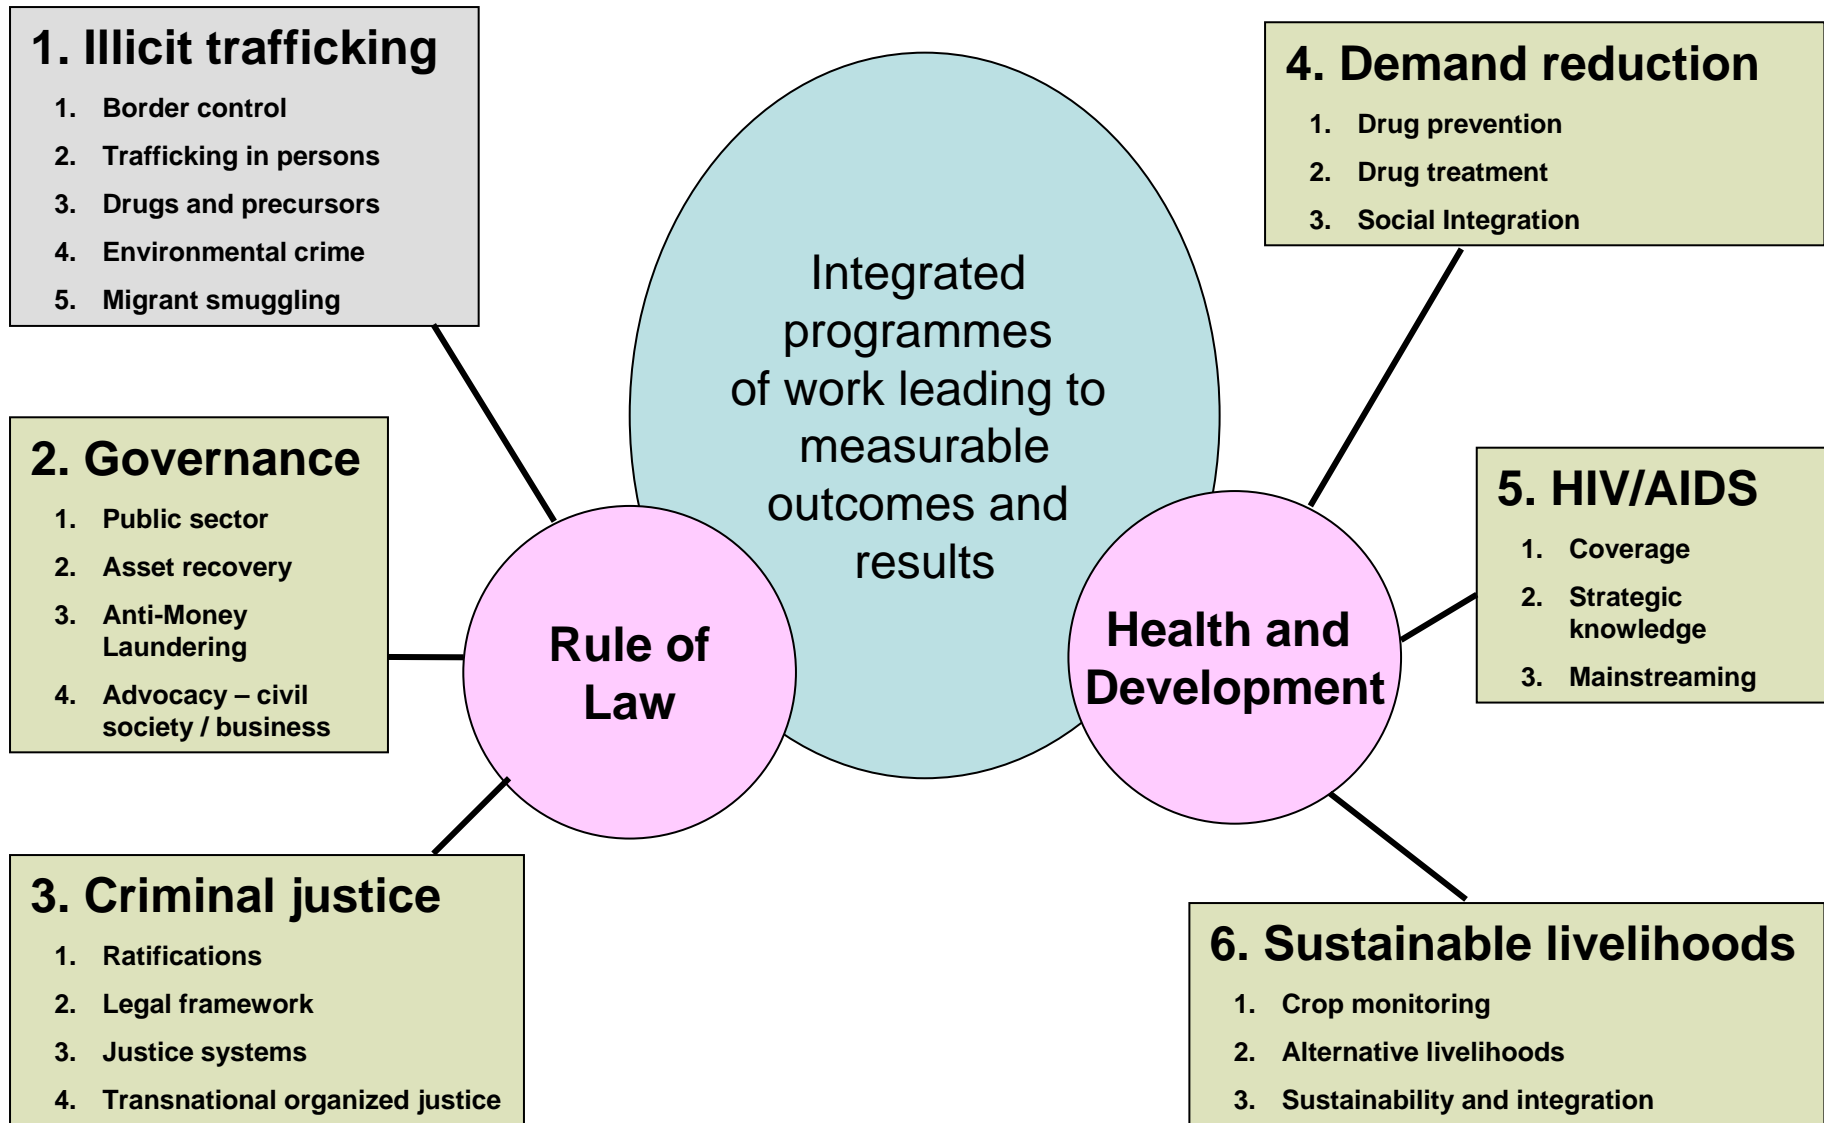 1. Illicit trafficking
1. Border control
2. Trafficking in persons
3. Drugs and precursors
4. Environmental crime
5. Migrant smuggling
2. Governance
1. Public sector
2. Asset recovery
3. Anti-Money
Laundering
4. Advocacy – civil
society / business
3. Criminal justice
1. Ratifications
2. Legal framework
3. Justice systems
4. Transnational organized justice
Integrated
programmes
of work leading to
measurable
outcomes and
results
Rule of
Law
Health and
Development
4. Demand reduction
1. Drug prevention
2. Drug treatment
3. Social Integration
5. HIV/AIDS
1. Coverage
2. Strategic
knowledge
3. Mainstreaming
6. Sustainable livelihoods
1. Crop monitoring
2. Alternative livelihoods
3. Sustainability and integration